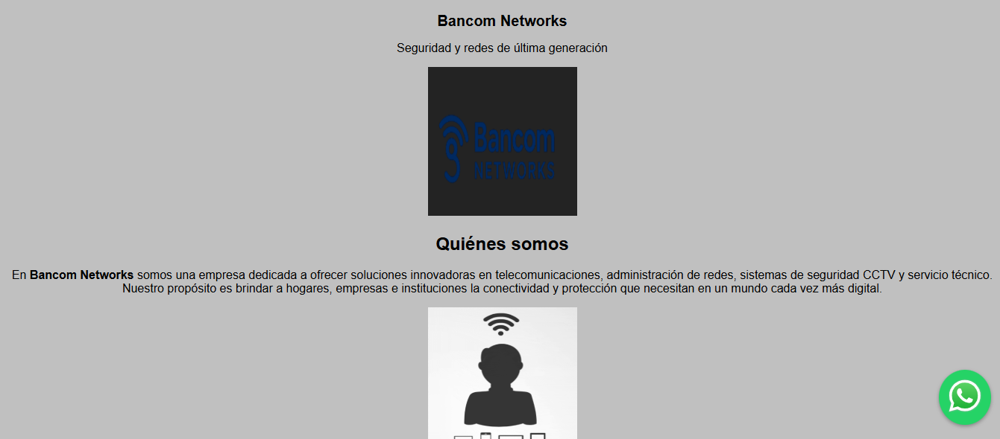 Bancom Networks
Seguridad y redes de última generación
Bancom
NETWORKS
Quiénes somos
En Bancom Networks somos una empresa dedicada a ofrecer soluciones innovadoras en telecomunicaciones, administración de redes, sistemas de seguridad CCTV y servicio técnico.
Nuestro propósito es brindar a hogares, empresas e instituciones la conectividad y protección que necesitan en un mundo cada vez más digital.